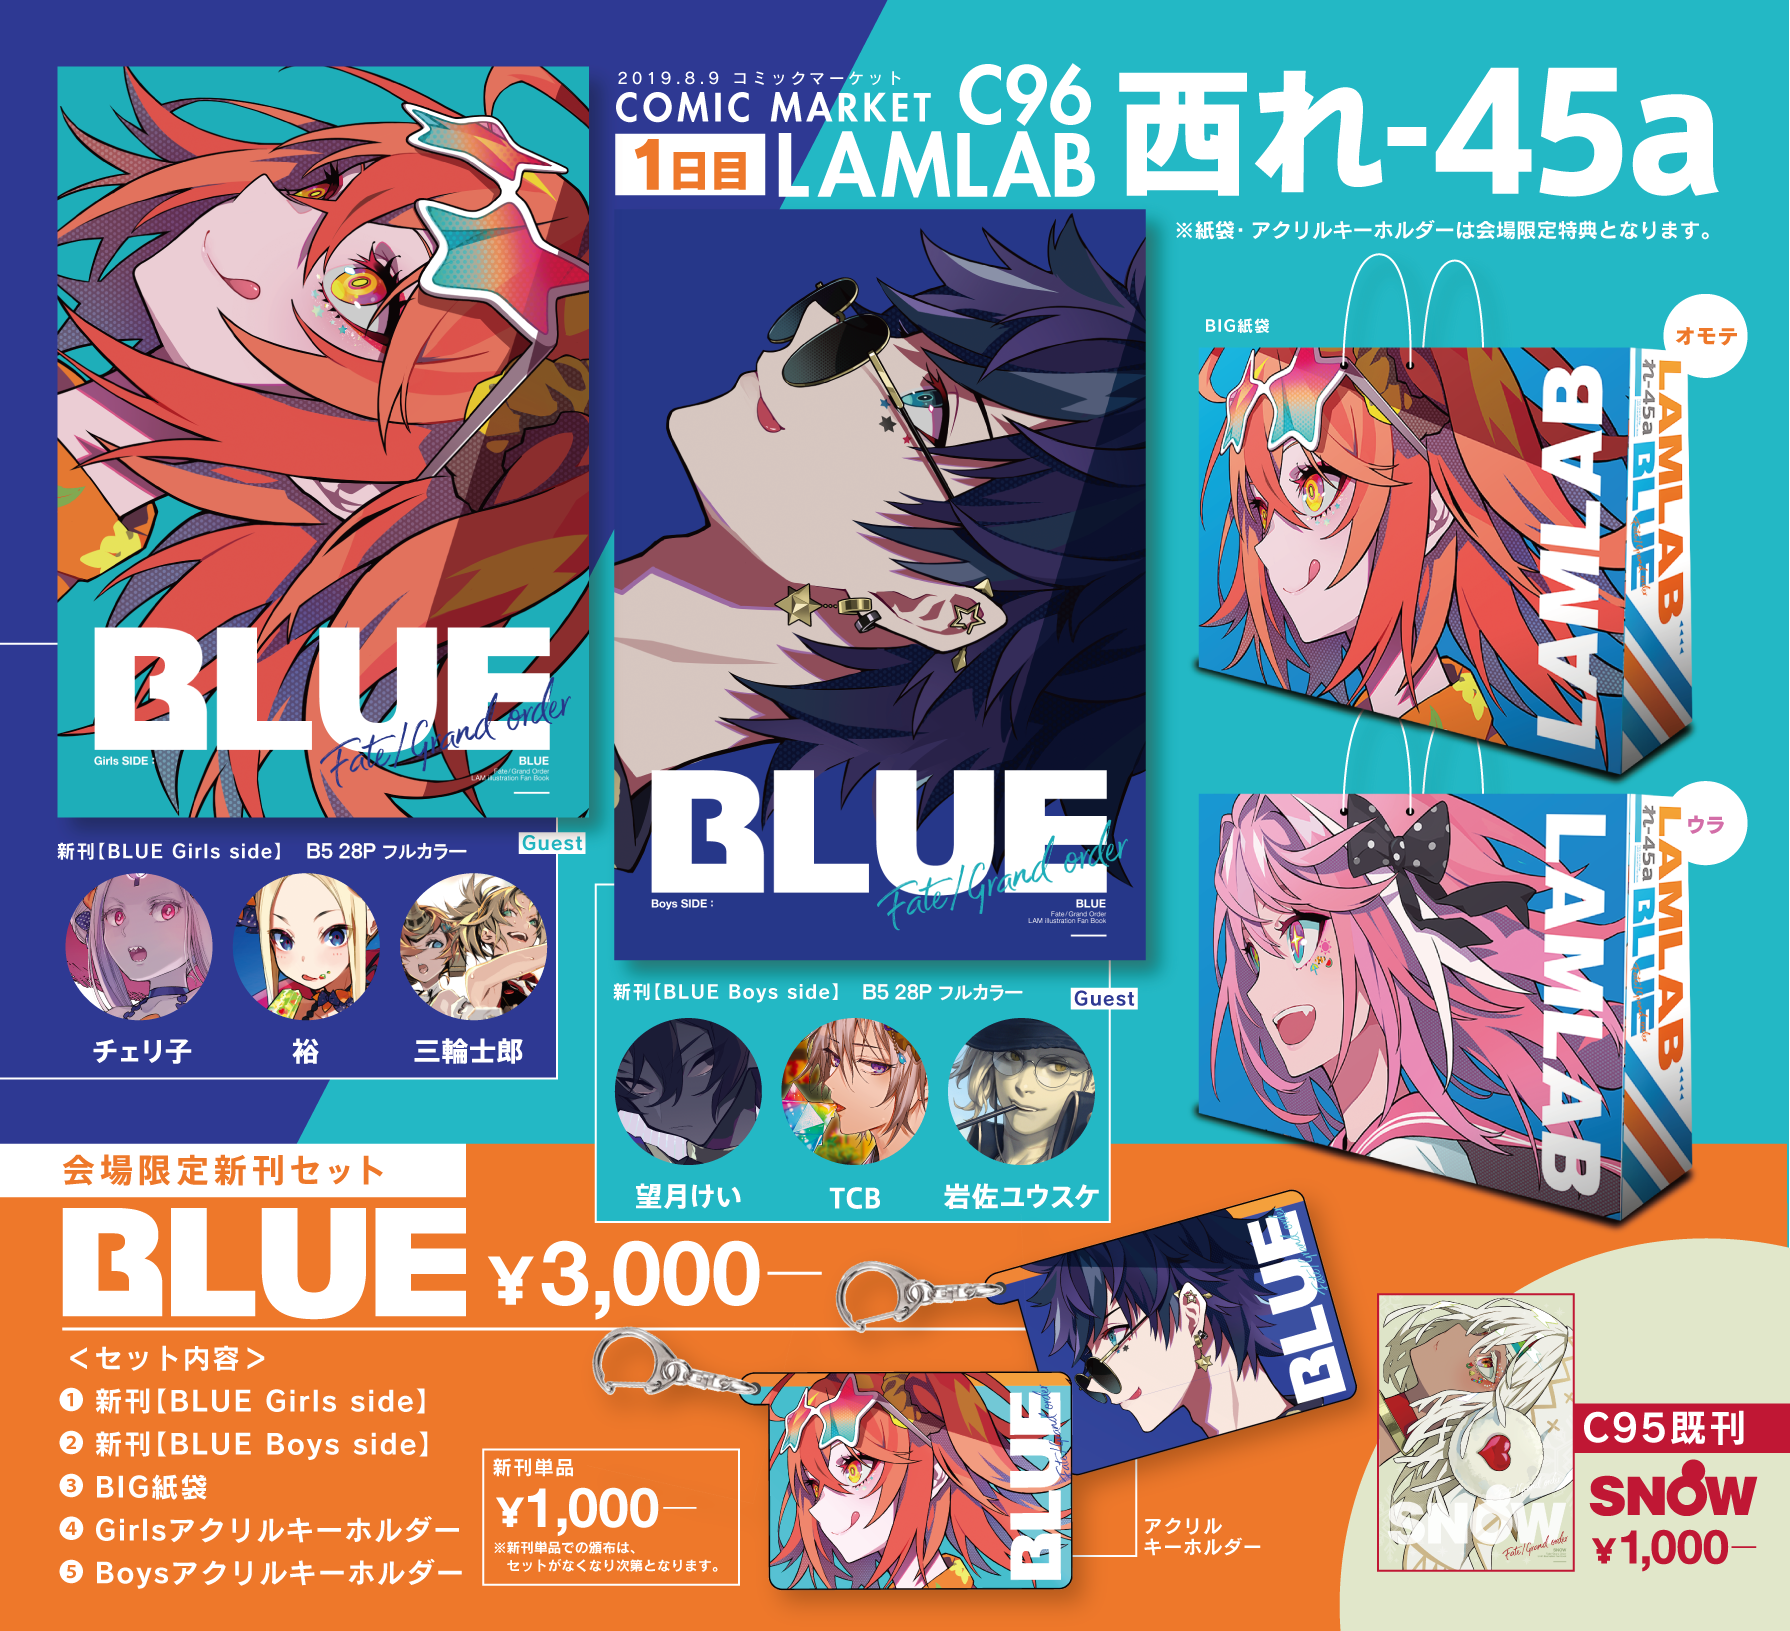 2019.8.9 コミックマーケット
COMIC MARKET C96
1日目 LAMLAB
西れ-45a
※紙袋・アクリルキーホルダーは会場限定特典となります。
BLUE
Fate/Grand order
Girls SIDE :
BLUE
Fate/Grand Order
LAM illustration Fan Book
新刊【BLUE Girls side】 B5 28P フルカラー
Guest
チェリ子
裕
三輪士郎
BLUE
Fate/Grand order
Boys SIDE :
BLUE
Fate/Grand Order
LAM illustration Fan Book
新刊【BLUE Boys side】 B5 28P フルカラー
Guest
望月けい
TCB
岩佐ユウスケ
BIG紙袋
オモテ
LAMLAB
LAMLAB
れ-45a
BLUE
ウラ
LAMLAB
LAMLAB
れ-45a
BLUE
会場限定新刊セット
BLUE ¥3,000―
＜セット内容＞
❶ 新刊【BLUE Girls side】
❷ 新刊【BLUE Boys side】
❸ BIG紙袋
❹ Girlsアクリルキーホルダー
❺ Boysアクリルキーホルダー
新刊単品
¥1,000―
※新刊単品での頒布は、
セットがなくなり次第となります。
BLUE
Fate/Grand order
BLUE
Fate/Grand order
アクリル
キーホルダー
SNOW
Fate/Grand order
C95既刊
SNOW
¥1,000―